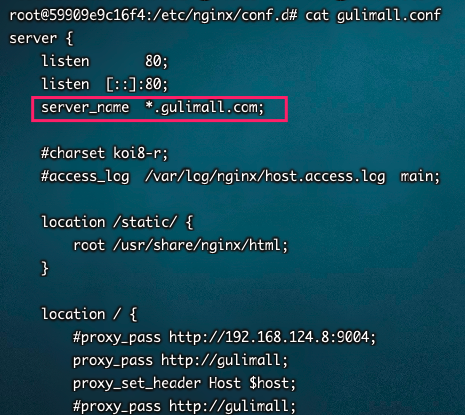 root@59909e9c16f4:/etc/nginx/conf.d# cat gulimall.conf
server {
    listen       80;
    listen  [::]:80;
    server_name  *.gulimall.com;
    #charset koi8-r;
    #access_log  /var/log/nginx/host.access.log  main;
    location /static/ {
        root /usr/share/nginx/html;
    }
    location / {
        #proxy_pass http://192.168.124.8:9004;
        proxy_pass http://gulimall;
        proxy_set_header Host $host;
        #proxy_pass http://gulimall;